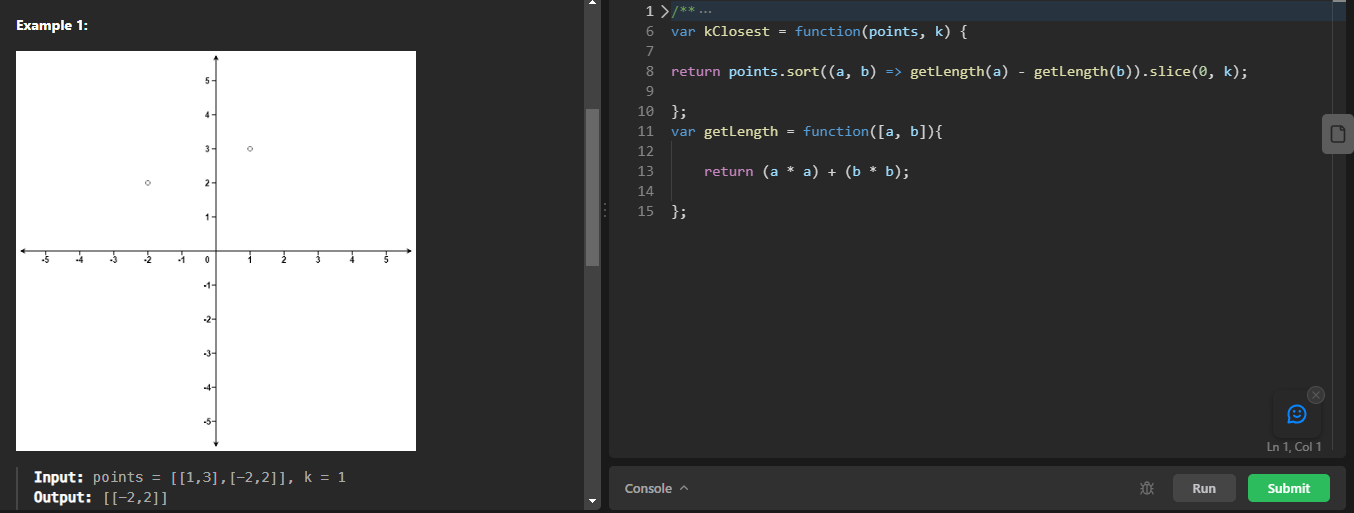 Example 1:
5
4
3
2
1
-5 -4 -3 -2 -1 0 1 2 3 4 5
-1
-2
-3
-4
-5
Input: points = [[1,3],[−2,2]], k = 1
Output: [[−2,2]]
1 /** ...
6 var kClosest = function(points, k) {
7
8 return points.sort((a, b) => getLength(a) - getLength(b)).slice(0, k);
9
10 };
11 var getLength = function([a, b]){
12
13 return (a * a) + (b * b);
14
15 };
Ln 1, Col 1
Console
Run
Submit